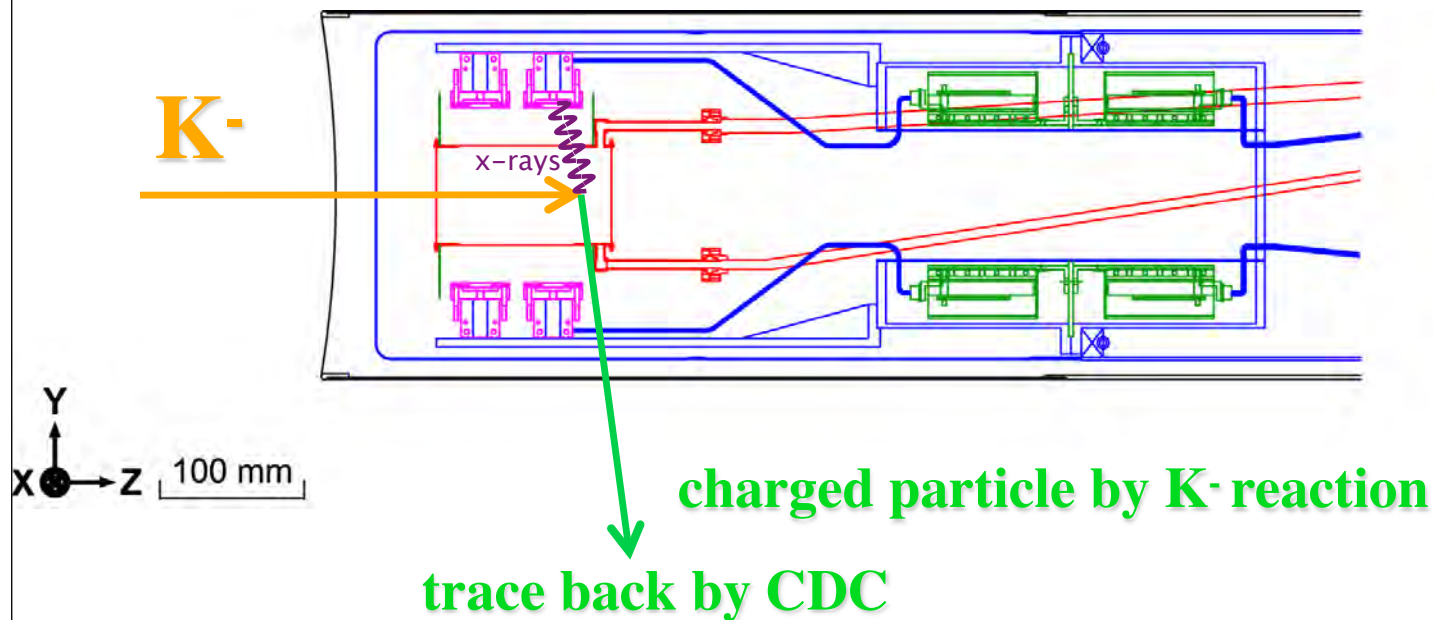 K-
x-rays
Y
X Z 100 mm
charged particle by K- reaction
trace back by CDC